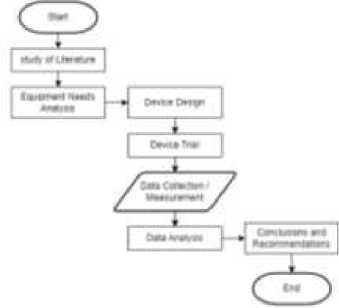 Start
study of Literature
Equipment Needs
Analysis
Device Design
Device Trial
Data Collection /
Measurement
Data Analysis
Conclusions and
Recommendations
End